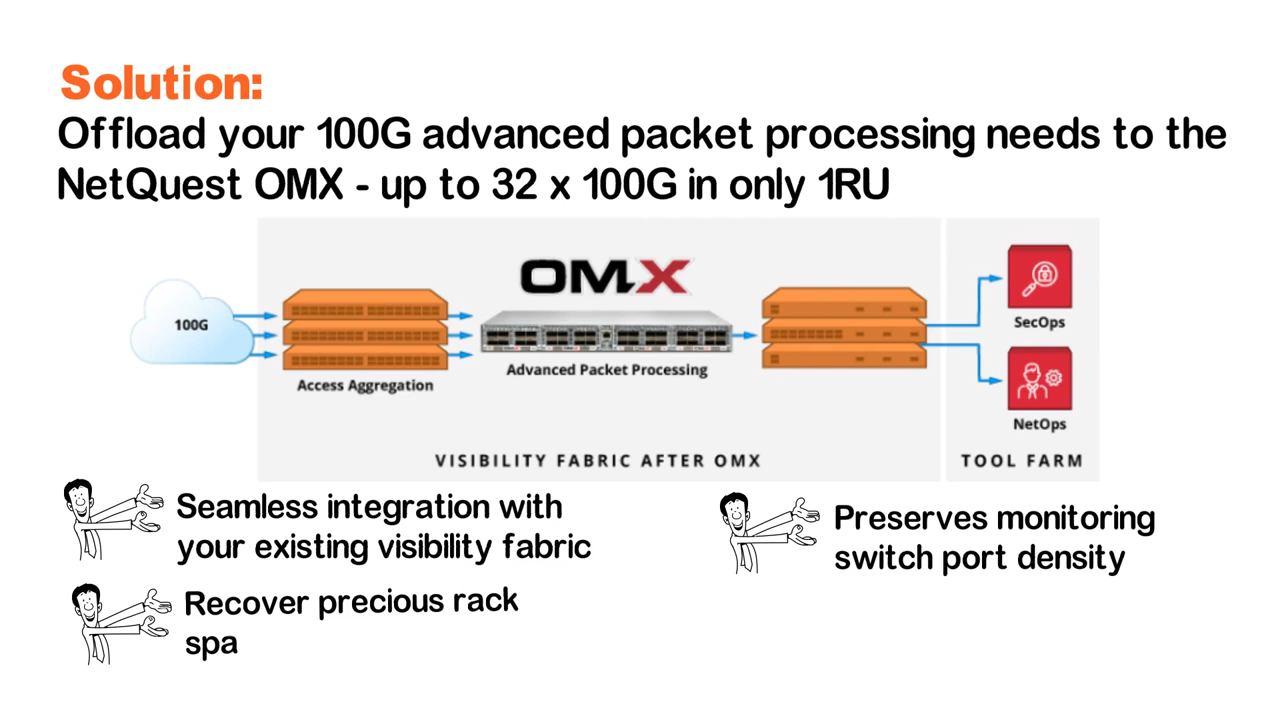 Solution:
Offload your 100G advanced packet processing needs to the
NetQuest OMX - up to 32 x 100G in only 1RU
OMX
100G
Access Aggregation
Advanced Packet Processing
SecOps
NetOps
VISIBILITY FABRIC AFTER OMX
TOOL FARM
Seamless integration with
your existing visibility fabric
Preserves monitoring
switch port density
Recover precious rack
spa